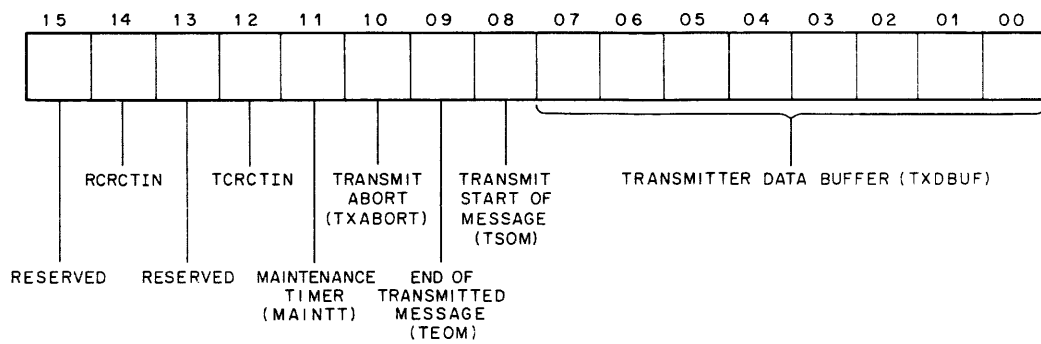 15 14 13 12 11 10 09 08 07 06 05 04 03 02 01 00
RCRCTIN
TCRCTIN
TRANSMIT
ABORT
(TXABORT)
TRANSMIT
START OF
MESSAGE
(TSOM)
TRANSMITTER DATA BUFFER (TXDBUF)
RESERVED
RESERVED
MAINTENANCE
TIMER
(MAINTT)
END OF
TRANSMITTED
MESSAGE
(TEOM)